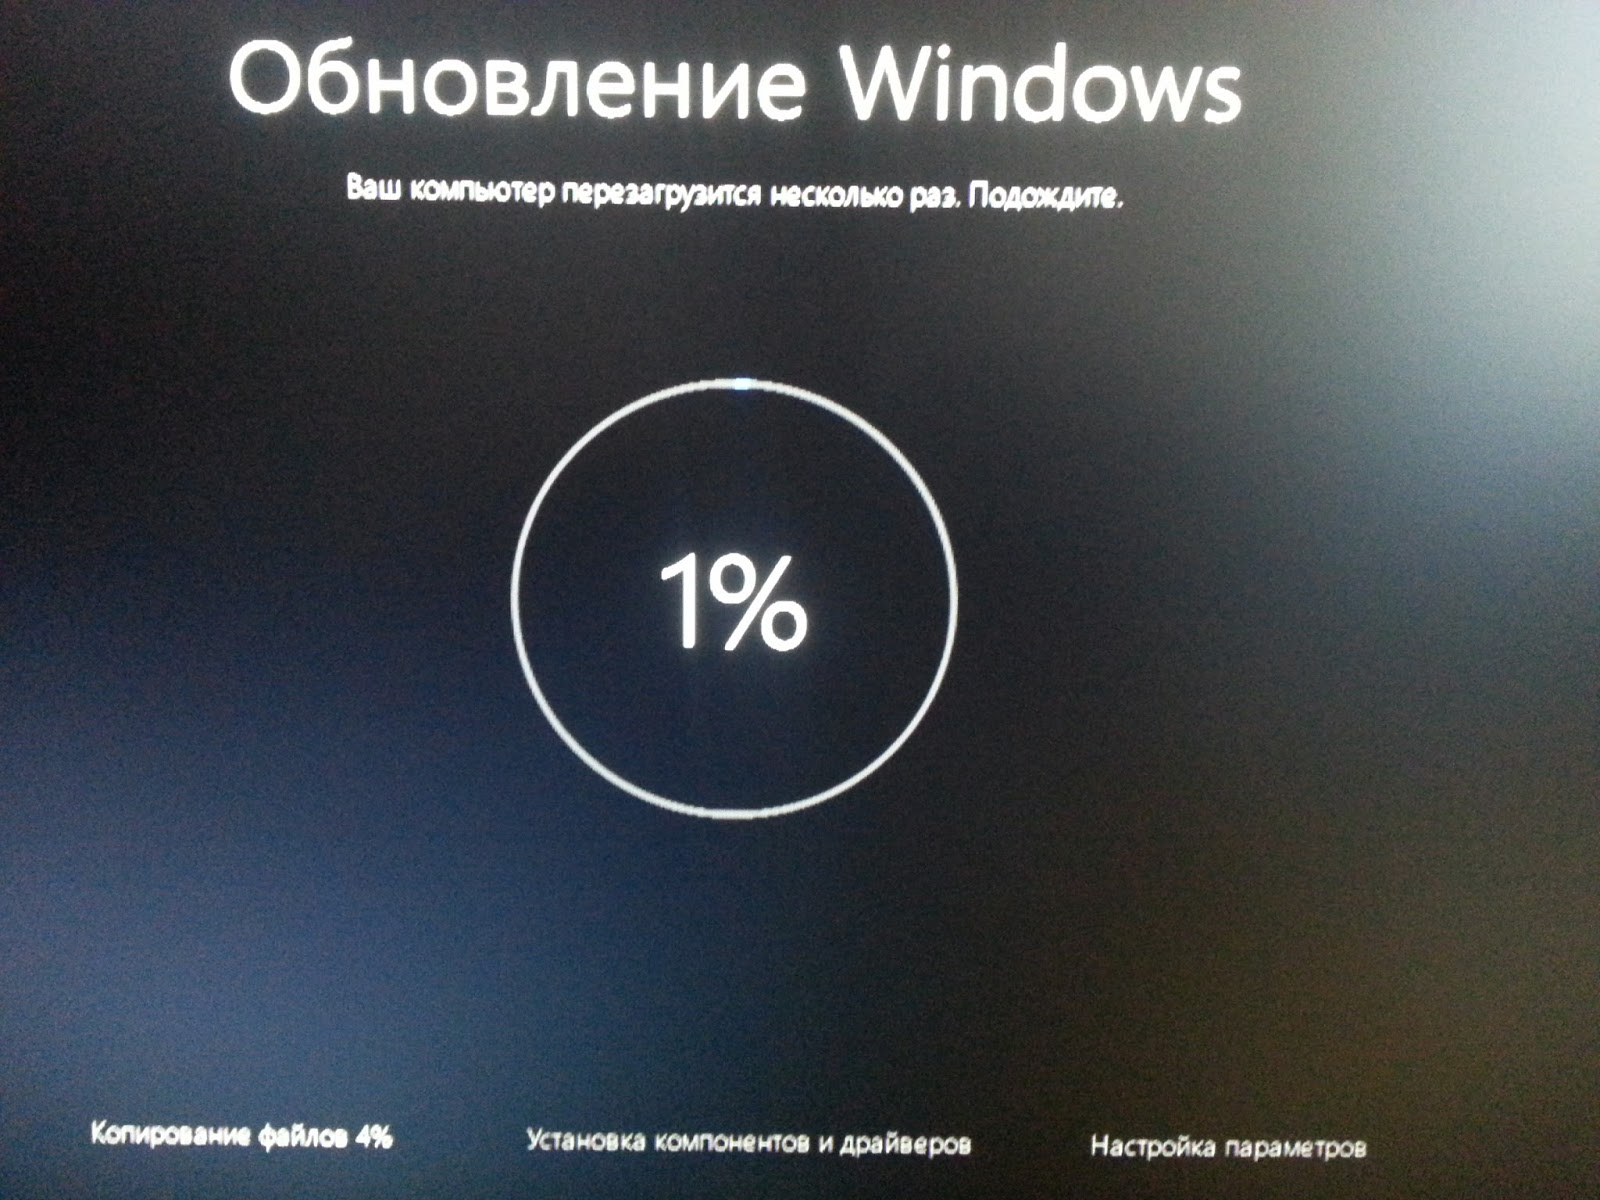 Обновление Windows
Ваш компьютер перезагрузится несколько раз. Подождите.
1%
Копирование файлов 4%
Установка компонентов и драйверов
Настройка параметров